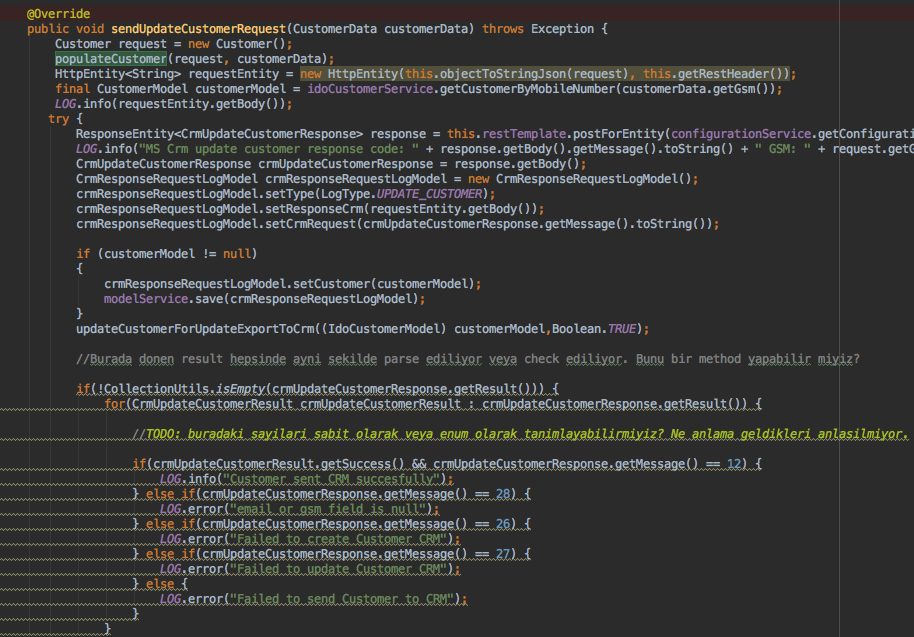 @Override
public void sendUpdateCustomerRequest(CustomerData customerData) throws Exception {
Customer request = new Customer();
populateCustomer(request, customerData);
HttpEntity<String> requestEntity = new HttpEntity(this.objectToStringJson(request), this.getRestHeader());
final CustomerModel customerModel = idoCustomerService.getCustomerByMobileNumber(customerData.getGsm());
LOG.info(requestEntity.getBody());
try {
ResponseEntity<CrmUpdateCustomerResponse> response = this.restTemplate.postForEntity(configurationService.getConfigurati
LOG.info("MS Crm update customer response code: " + response.getBody().getMessage().toString() + " GSM: " + request.getG
CrmUpdateCustomerResponse crmUpdateCustomerResponse = response.getBody();
CrmResponseRequestLogModel crmResponseRequestLogModel = new CrmResponseRequestLogModel();
crmResponseRequestLogModel.setType(LogType.UPDATE_CUSTOMER);
crmResponseRequestLogModel.setResponseCrm(requestEntity.getBody());
crmResponseRequestLogModel.setCrmRequest(crmUpdateCustomerResponse.getMessage().toString());
if (customerModel != null)
{
crmResponseRequestLogModel.setCustomer(customerModel);
modelService.save(crmResponseRequestLogModel);
}
updateCustomerForUpdateExportToCrm((IdoCustomerModel) customerModel,Boolean.TRUE);
//Burada donen result hepsinde ayni sekilde parse ediliyor veya check ediliyor. Bunu bir method yapabilir miyiz?
if(!CollectionUtils.isEmpty(crmUpdateCustomerResponse.getResult())) {
for(CrmUpdateCustomerResult crmUpdateCustomerResult : crmUpdateCustomerResponse.getResult()) {
//TODO: buradaki sayilari sabit olarak veya enum olarak tanimlayabilirmiyiz? Ne anlama geldikleri anlasilmiyor.
if(crmUpdateCustomerResult.getSuccess() && crmUpdateCustomerResponse.getMessage() == 12) {
LOG.info("Customer sent CRM succesfully");
} else if(crmUpdateCustomerResponse.getMessage() == 28) {
LOG.error("email or gsm field is null");
} else if(crmUpdateCustomerResponse.getMessage() == 26) {
LOG.error("Failed to create Customer CRM");
} else if(crmUpdateCustomerResponse.getMessage() == 27) {
LOG.error("Failed to update Customer CRM");
} else {
LOG.error("Failed to send Customer to CRM");
}
}